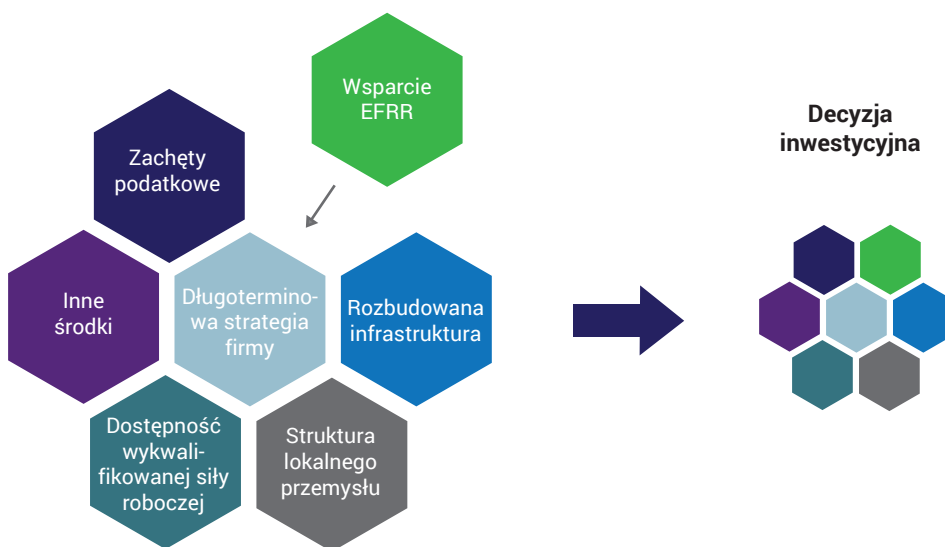 Wsparcie
EFRR
Decyzja
inwestycyjna
Zachęty
podatkowe
Inne
środki
Długotermino-
wa strategia
firmy
Rozbudowana
infrastruktura
Dostępność
wykwali-
fikowanej siły
roboczej
Struktura
lokalnego
przemysłu